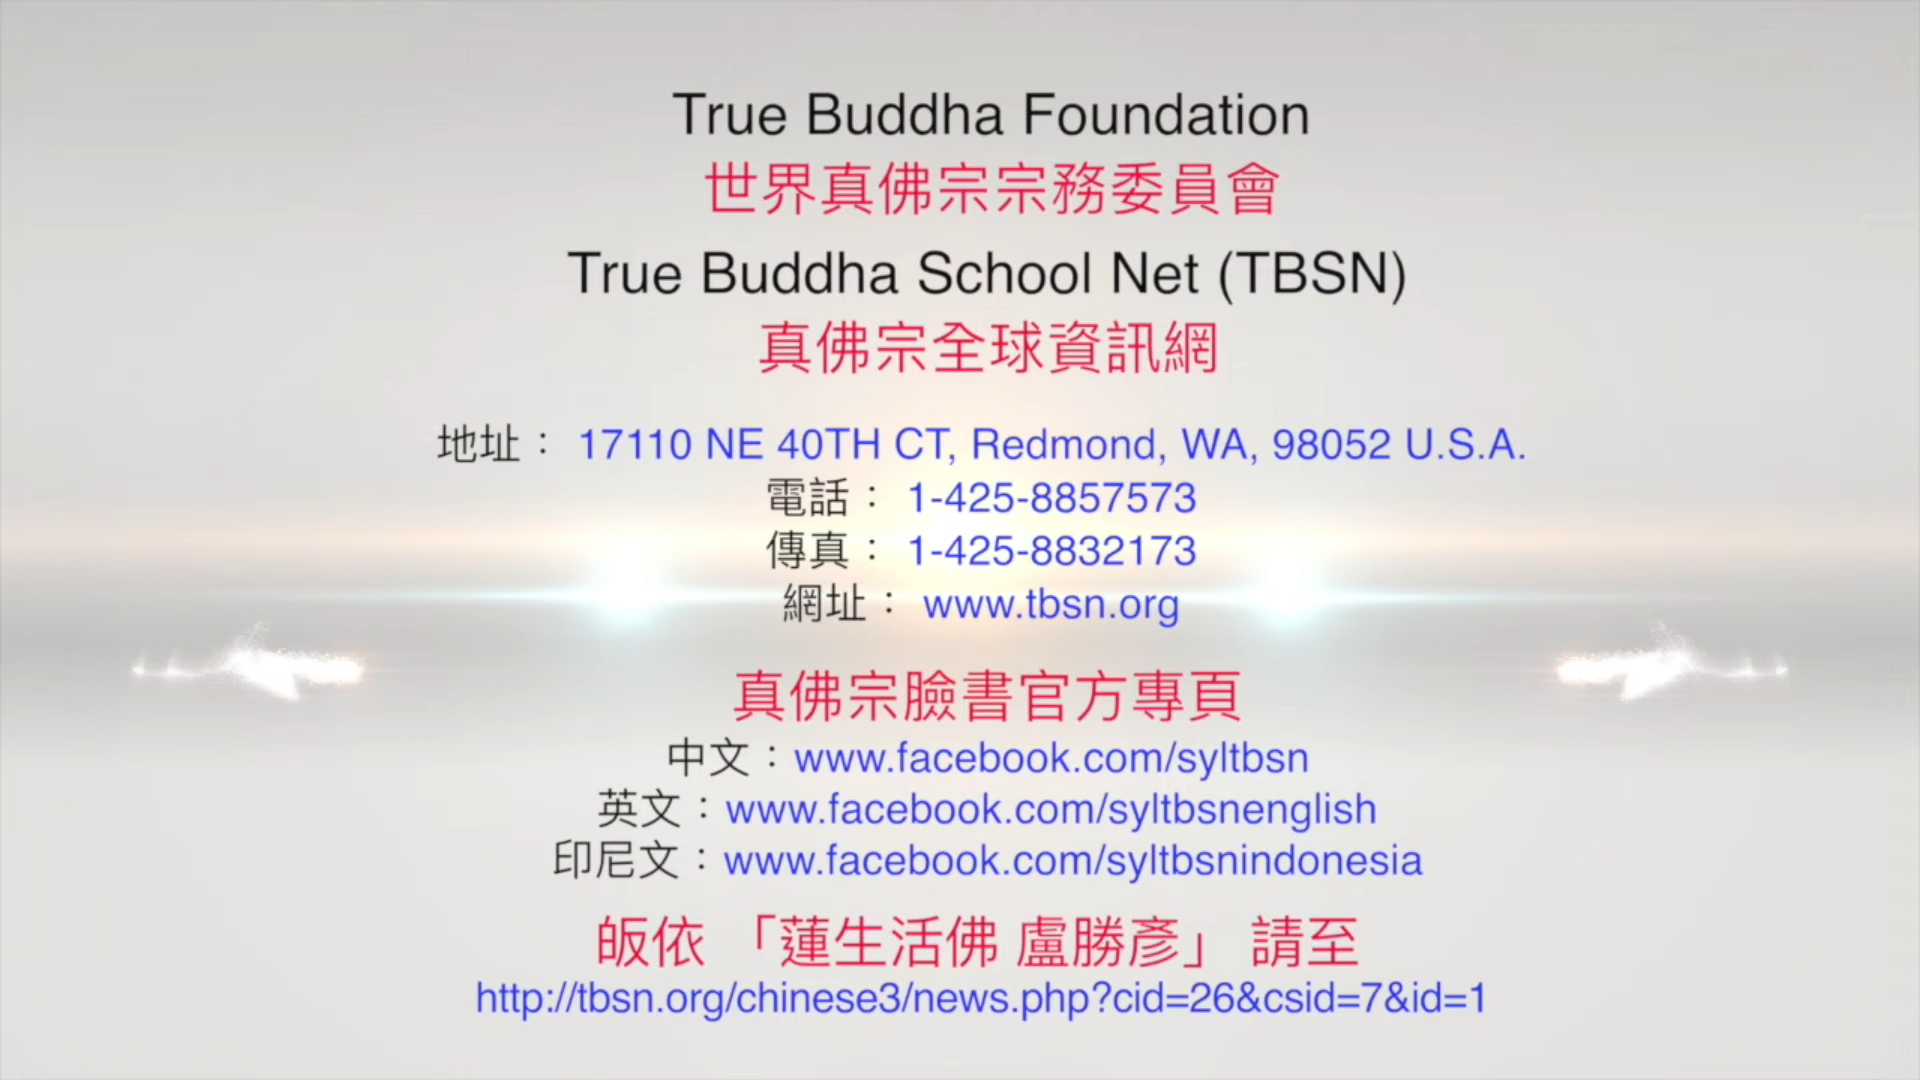 True Buddha Foundation
世界真佛宗宗務委員會
True Buddha School Net (TBSN)
真佛宗全球資訊網
地址： 17110 NE 40TH CT, Redmond, WA, 98052 U.S.A.
電話： 1-425-8857573
傳真： 1-425-8832173
網址： www.tbsn.org
真佛宗臉書官方專頁
中文：www.facebook.com/syltbsn
英文：www.facebook.com/syltbsnenglish
印尼文：www.facebook.com/syltbsnindonesia
皈依 「蓮生活佛 盧勝彥」 請至
http://tbsn.org/chinese3/news.php?cid=26&csid=7&id=1